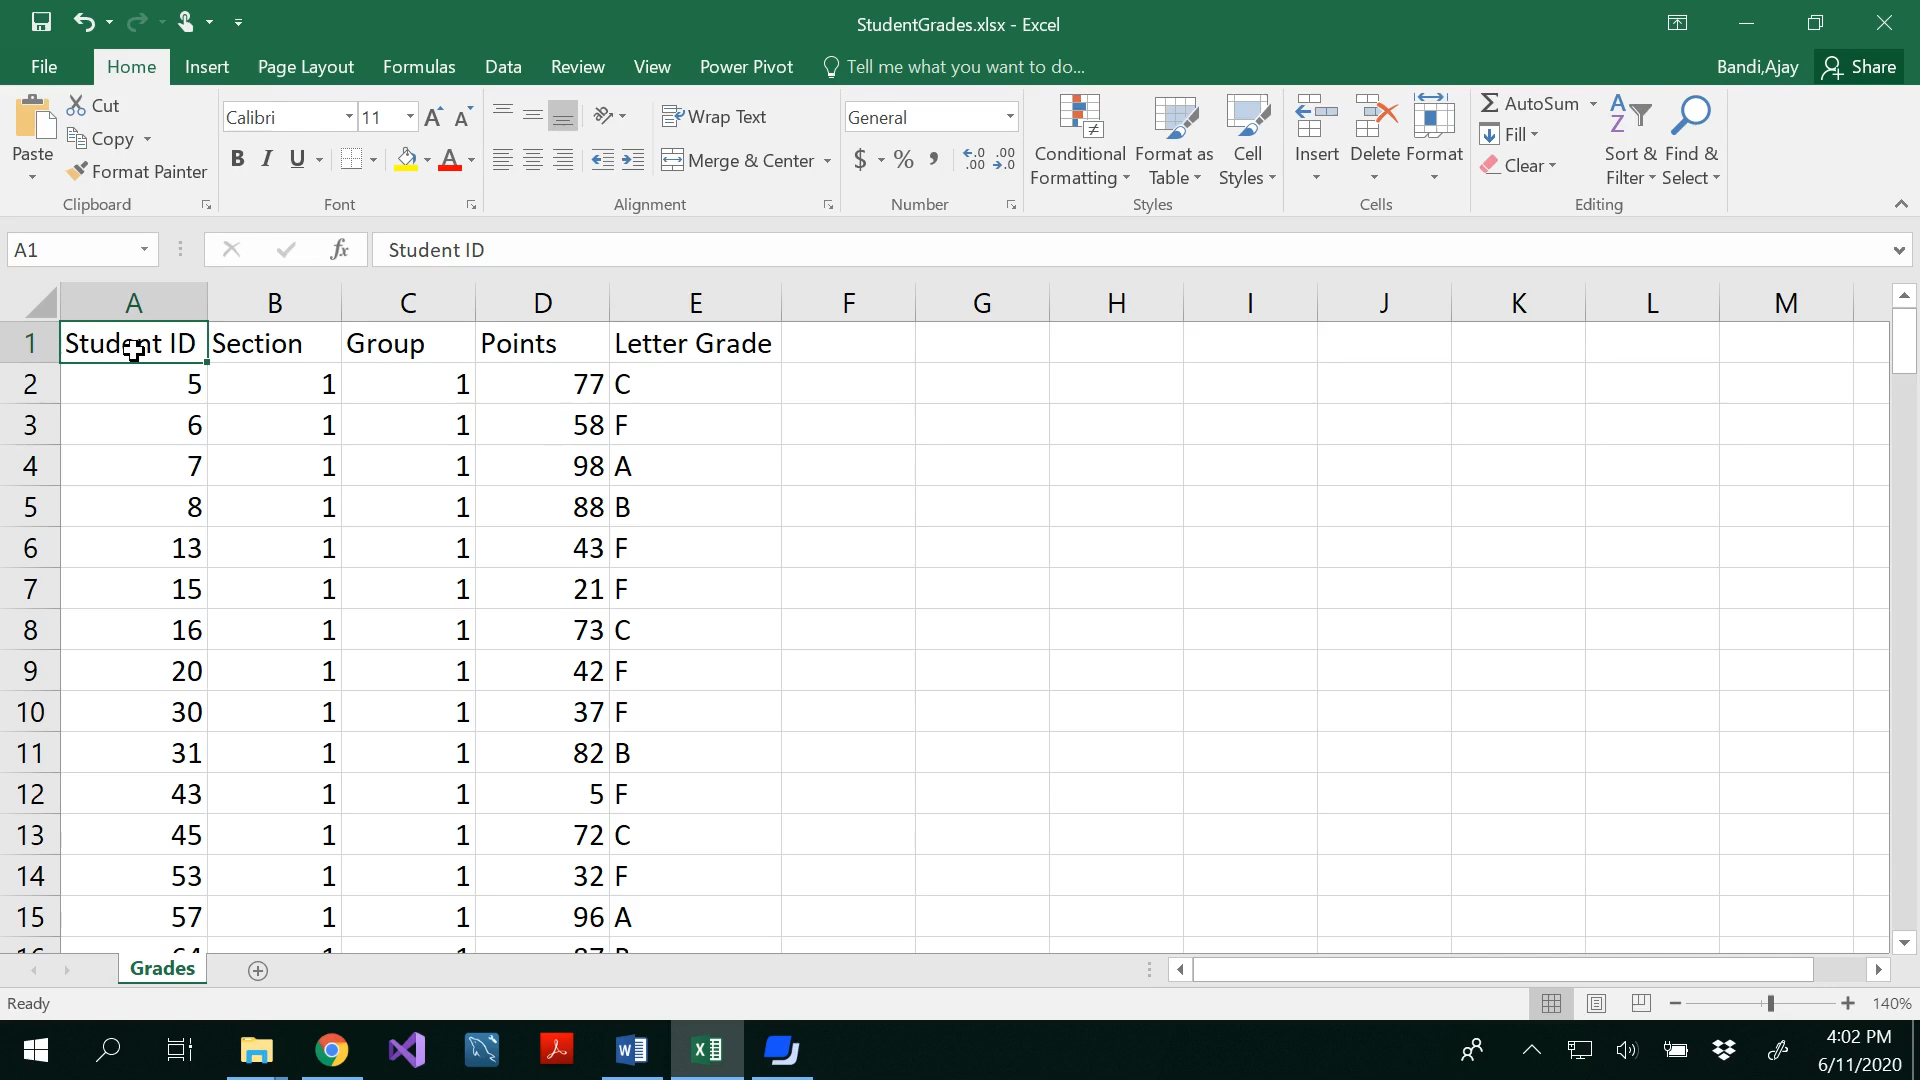 StudentGrades.xlsx - Excel
File Home Insert Page Layout Formulas Data Review View Power Pivot Tell me what you want to do... Bandi,Ajay Share
Paste
Cut
Copy
Format Painter
Clipboard
Calibri 11
B I U
Font
Wrap Text
Merge & Center
Alignment
General
$ % ,
Number
Conditional Formatting
Format as Table
Cell Styles
Styles
Insert Delete Format
Cells
AutoSum
Fill
Clear
Sort & Filter
Find & Select
Editing
A1 fx Student ID
A B C D E F G H I J K L M
1 Student ID Section Group Points Letter Grade
2 5 1 1 77 C
3 6 1 1 58 F
4 7 1 1 98 A
5 8 1 1 88 B
6 13 1 1 43 F
7 15 1 1 21 F
8 16 1 1 73 C
9 20 1 1 42 F
10 30 1 1 37 F
11 31 1 1 82 B
12 43 1 1 5 F
13 45 1 1 72 C
14 53 1 1 32 F
15 57 1 1 96 A
Grades
Ready 140%
4:02 PM
6/11/2020